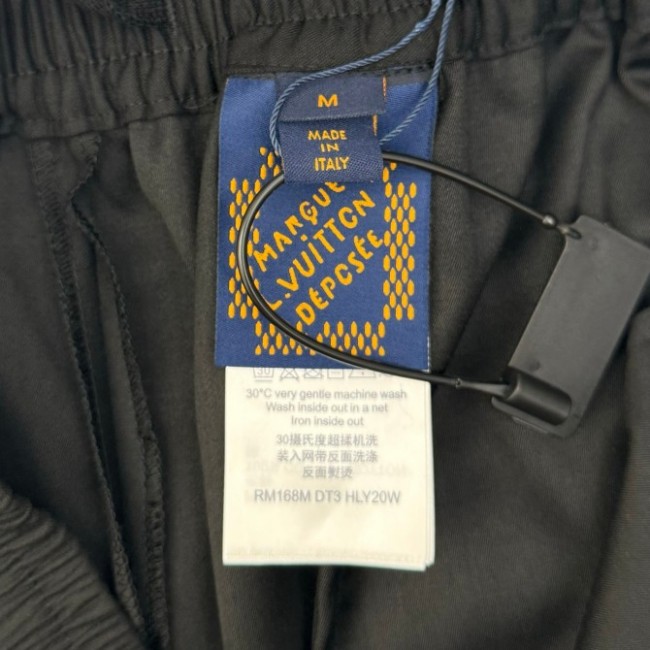 M
MADE
IN
ITALY
MARQUE
L.VUITTON
DÉPOSÉE
30
30°C very gentle machine wash
Wash inside out in a net
Iron inside out
30摄氏度超揉机洗
装入网带反面洗涤
反面熨烫
RM168M DT3 HLY20W